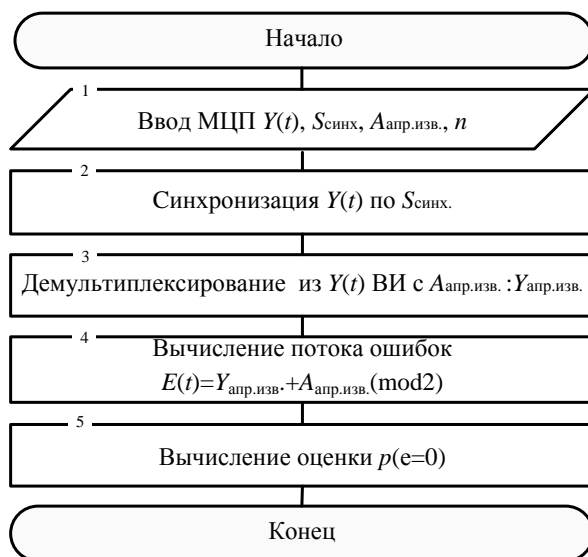 Начало
1
Ввод МЦП Y(t), Sсинх, Aапр.изв., n
2
Синхронизация Y(t) по Sсинх.
3
Демультиплексирование из Y(t) ВИ с Aапр.изв. :Yапр.изв.
4
Вычисление потока ошибок
E(t)=Yапр.изв.+Aапр.изв.(mod2)
5
Вычисление оценки p(e=0)
Конец